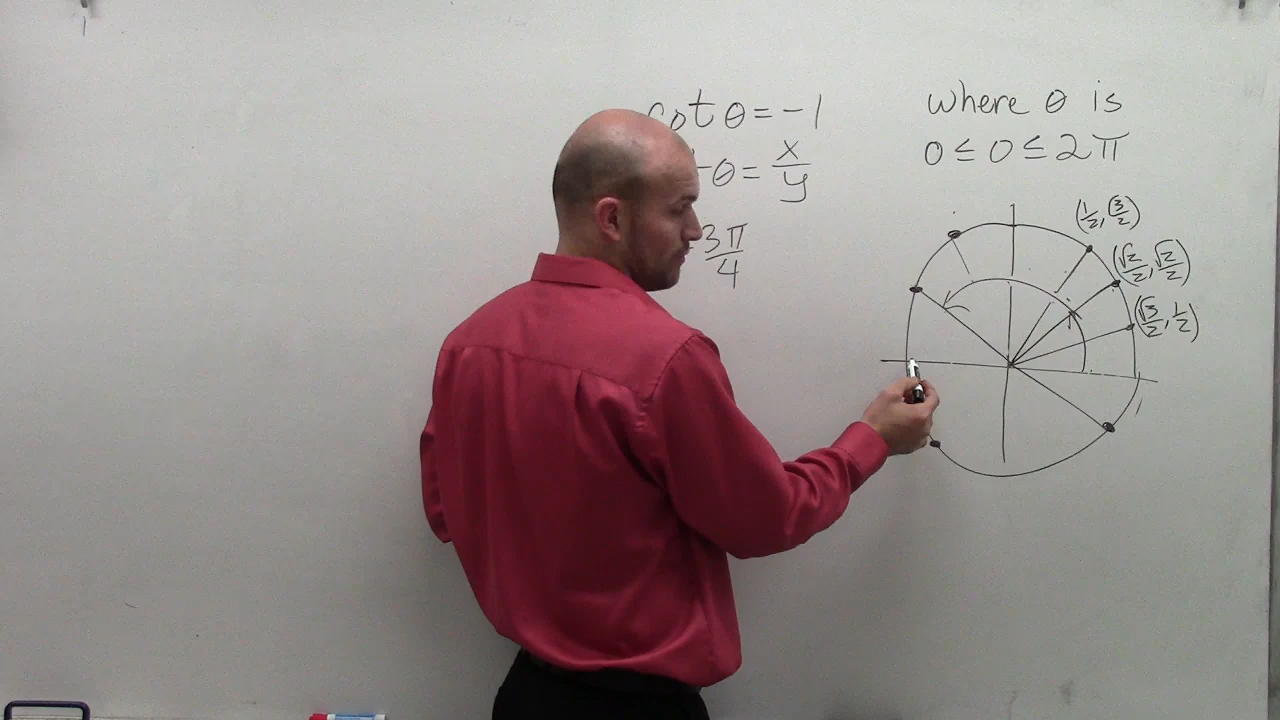 cot θ = -1
θ = x/y
3π/4
where θ is
0 ≤ θ ≤ 2π
(1/2, √3/2)
(√2/2, √2/2)
(√3/2, 1/2)